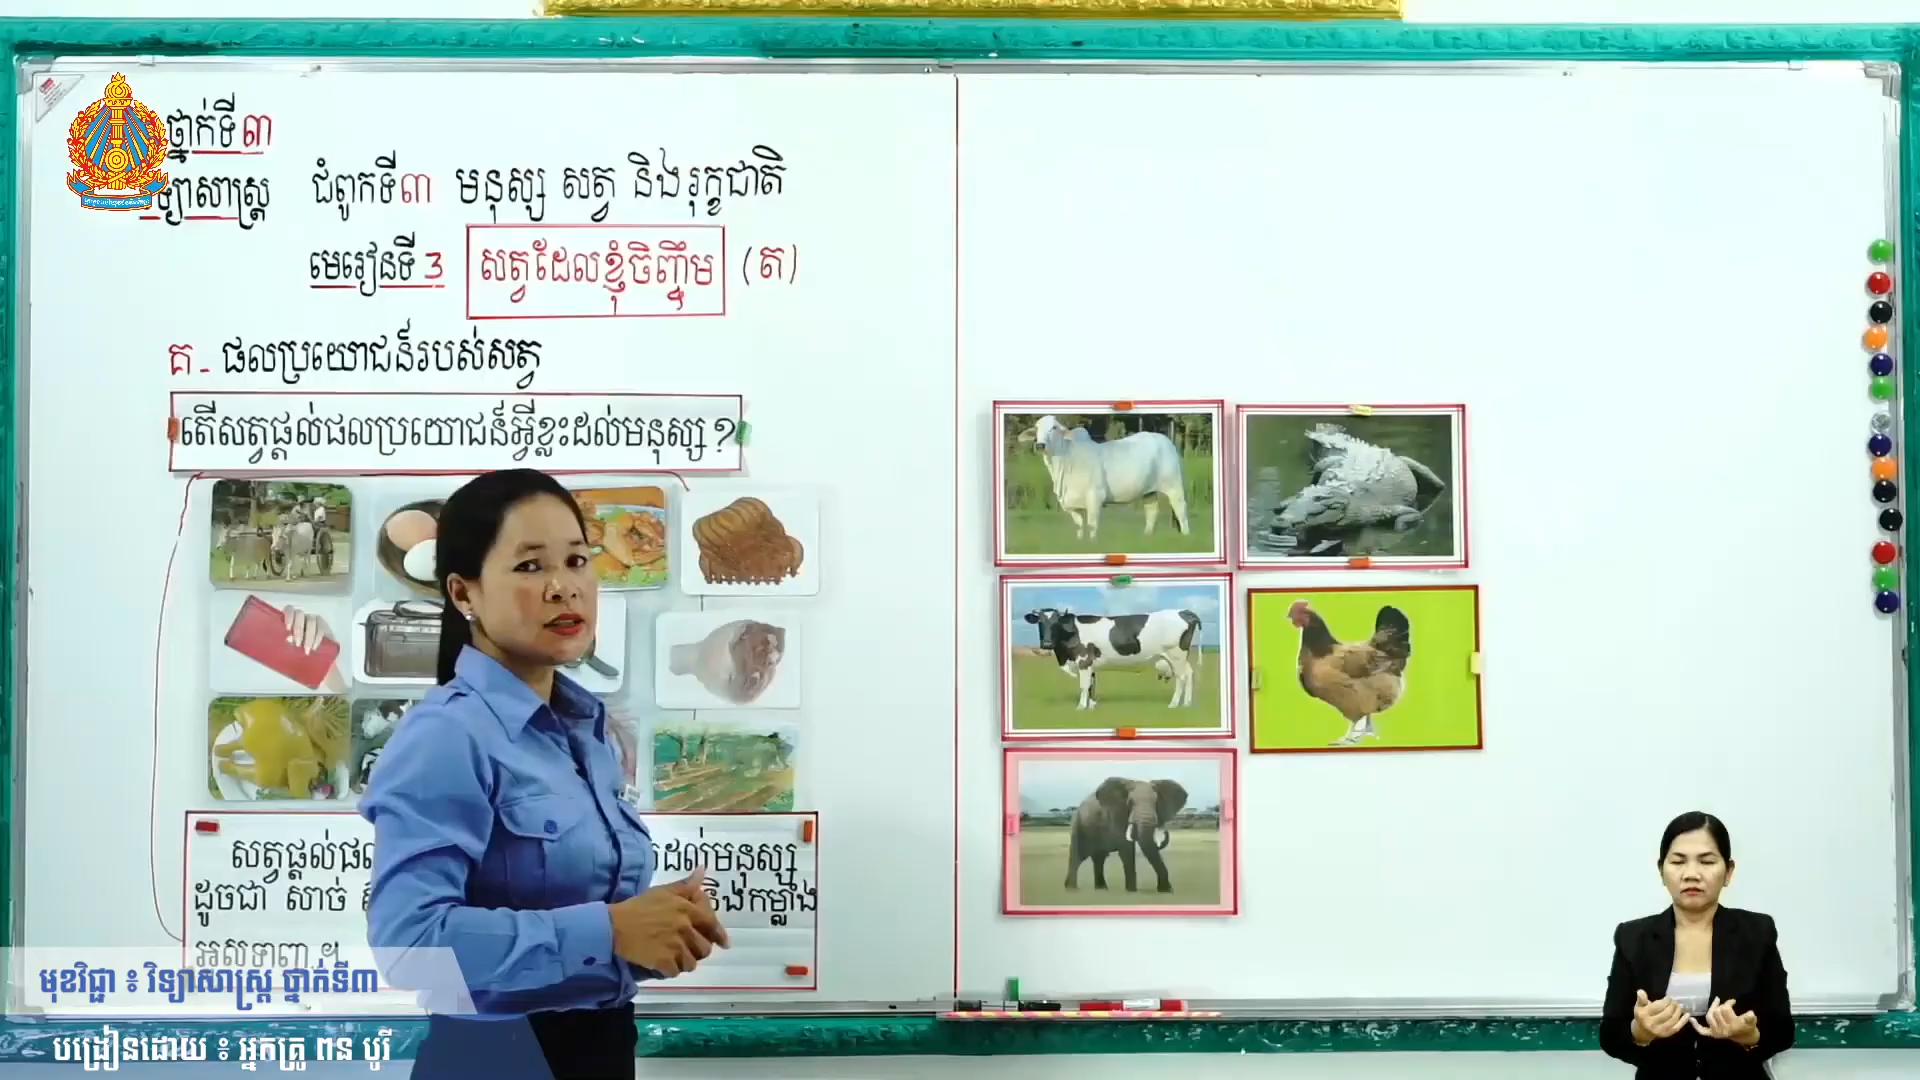 ថ្នាក់ទី៣
វិទ្យាសាស្ត្រ
ជំពូកទី៣ មនុស្ស សត្វ និងរុក្ខជាតិ
មេរៀនទី 3 សត្វដែលខ្ញុំចិញ្ចឹម (ត)
គ - ផលប្រយោជន៍របស់សត្វ
តើសត្វផ្តល់ផលប្រយោជន៍អ្វីខ្លះដល់មនុស្ស ?
សត្វផ្តល់ផល ដល់មនុស្ស
ដូចជា សាច់ និងកម្លាំង
អូសទាញ ។
មុខវិជ្ជា ៖ វិទ្យាសាស្ត្រ ថ្នាក់ទី៣
បង្រៀនដោយ ៖ អ្នកគ្រូ ពន បូរី